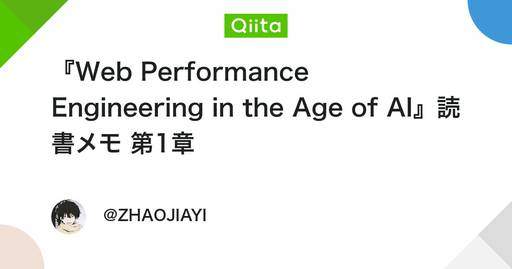 Qiita
『Web Performance
Engineering in the Age of AI』読
書メモ 第1章
@ZHAOJIAYI